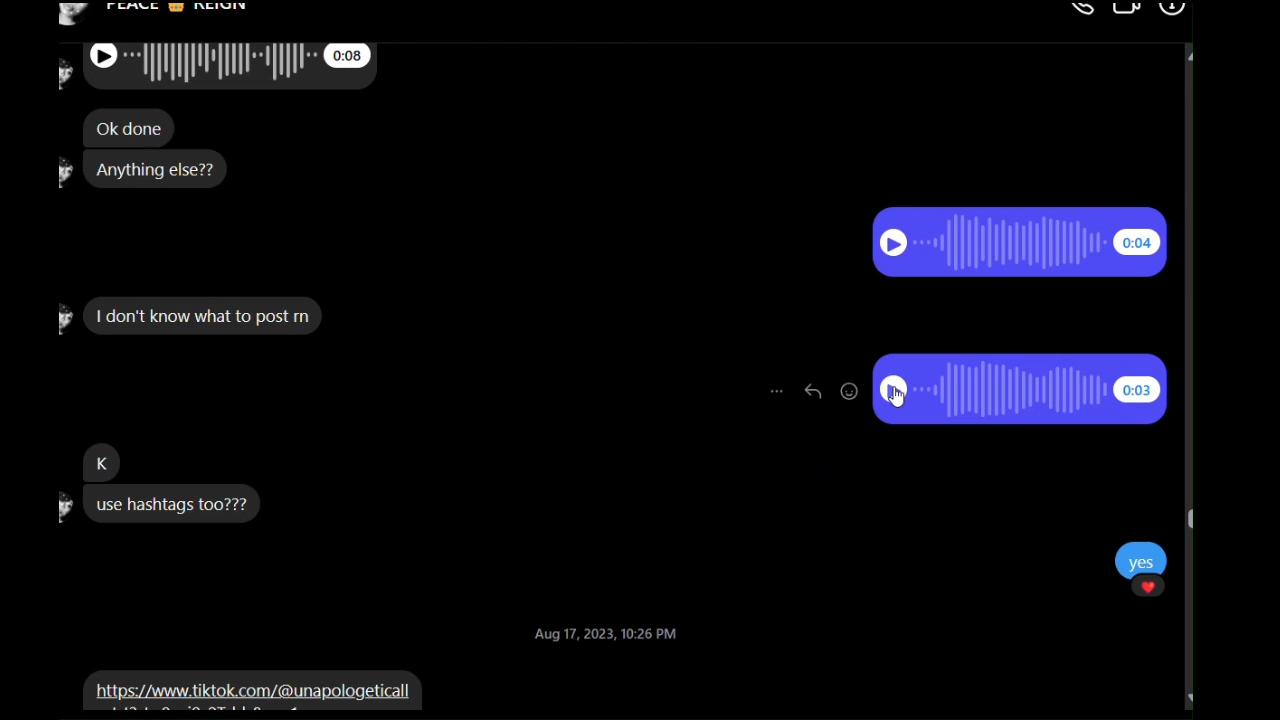 PEACE 👑 REIGN
0:08
Ok done
Anything else??
0:04
I don't know what to post rn
0:03
K
use hashtags too???
yes
Aug 17, 2023, 10:26 PM
https://www.tiktok.com/@unapologeticall